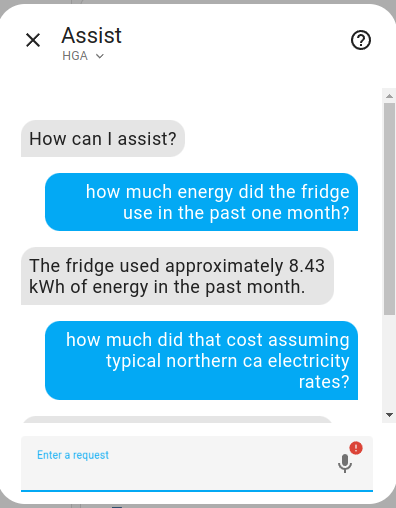 Assist
HGA
How can I assist?
how much energy did the fridge
use in the past one month?
The fridge used approximately 8.43
kWh of energy in the past month.
how much did that cost assuming
typical northern ca electricity
rates?
Enter a request